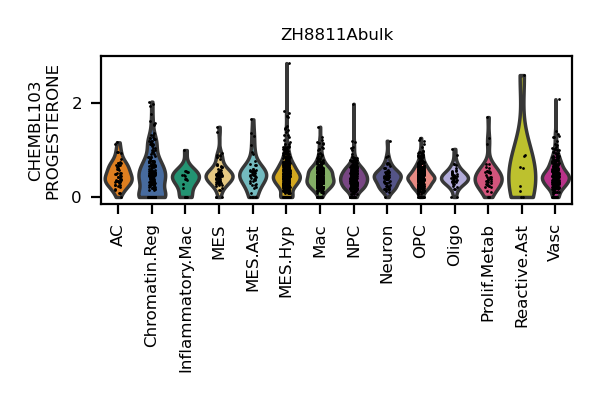 ZH8811Abulk
CHEMBL103
PROGESTERONE
2
0
AC
Chromatin.Reg
Inflammatory.Mac
MES
MES.Ast
MES.Hyp
Mac
NPC
Neuron
OPC
Oligo
Prolif.Metab
Reactive.Ast
Vasc